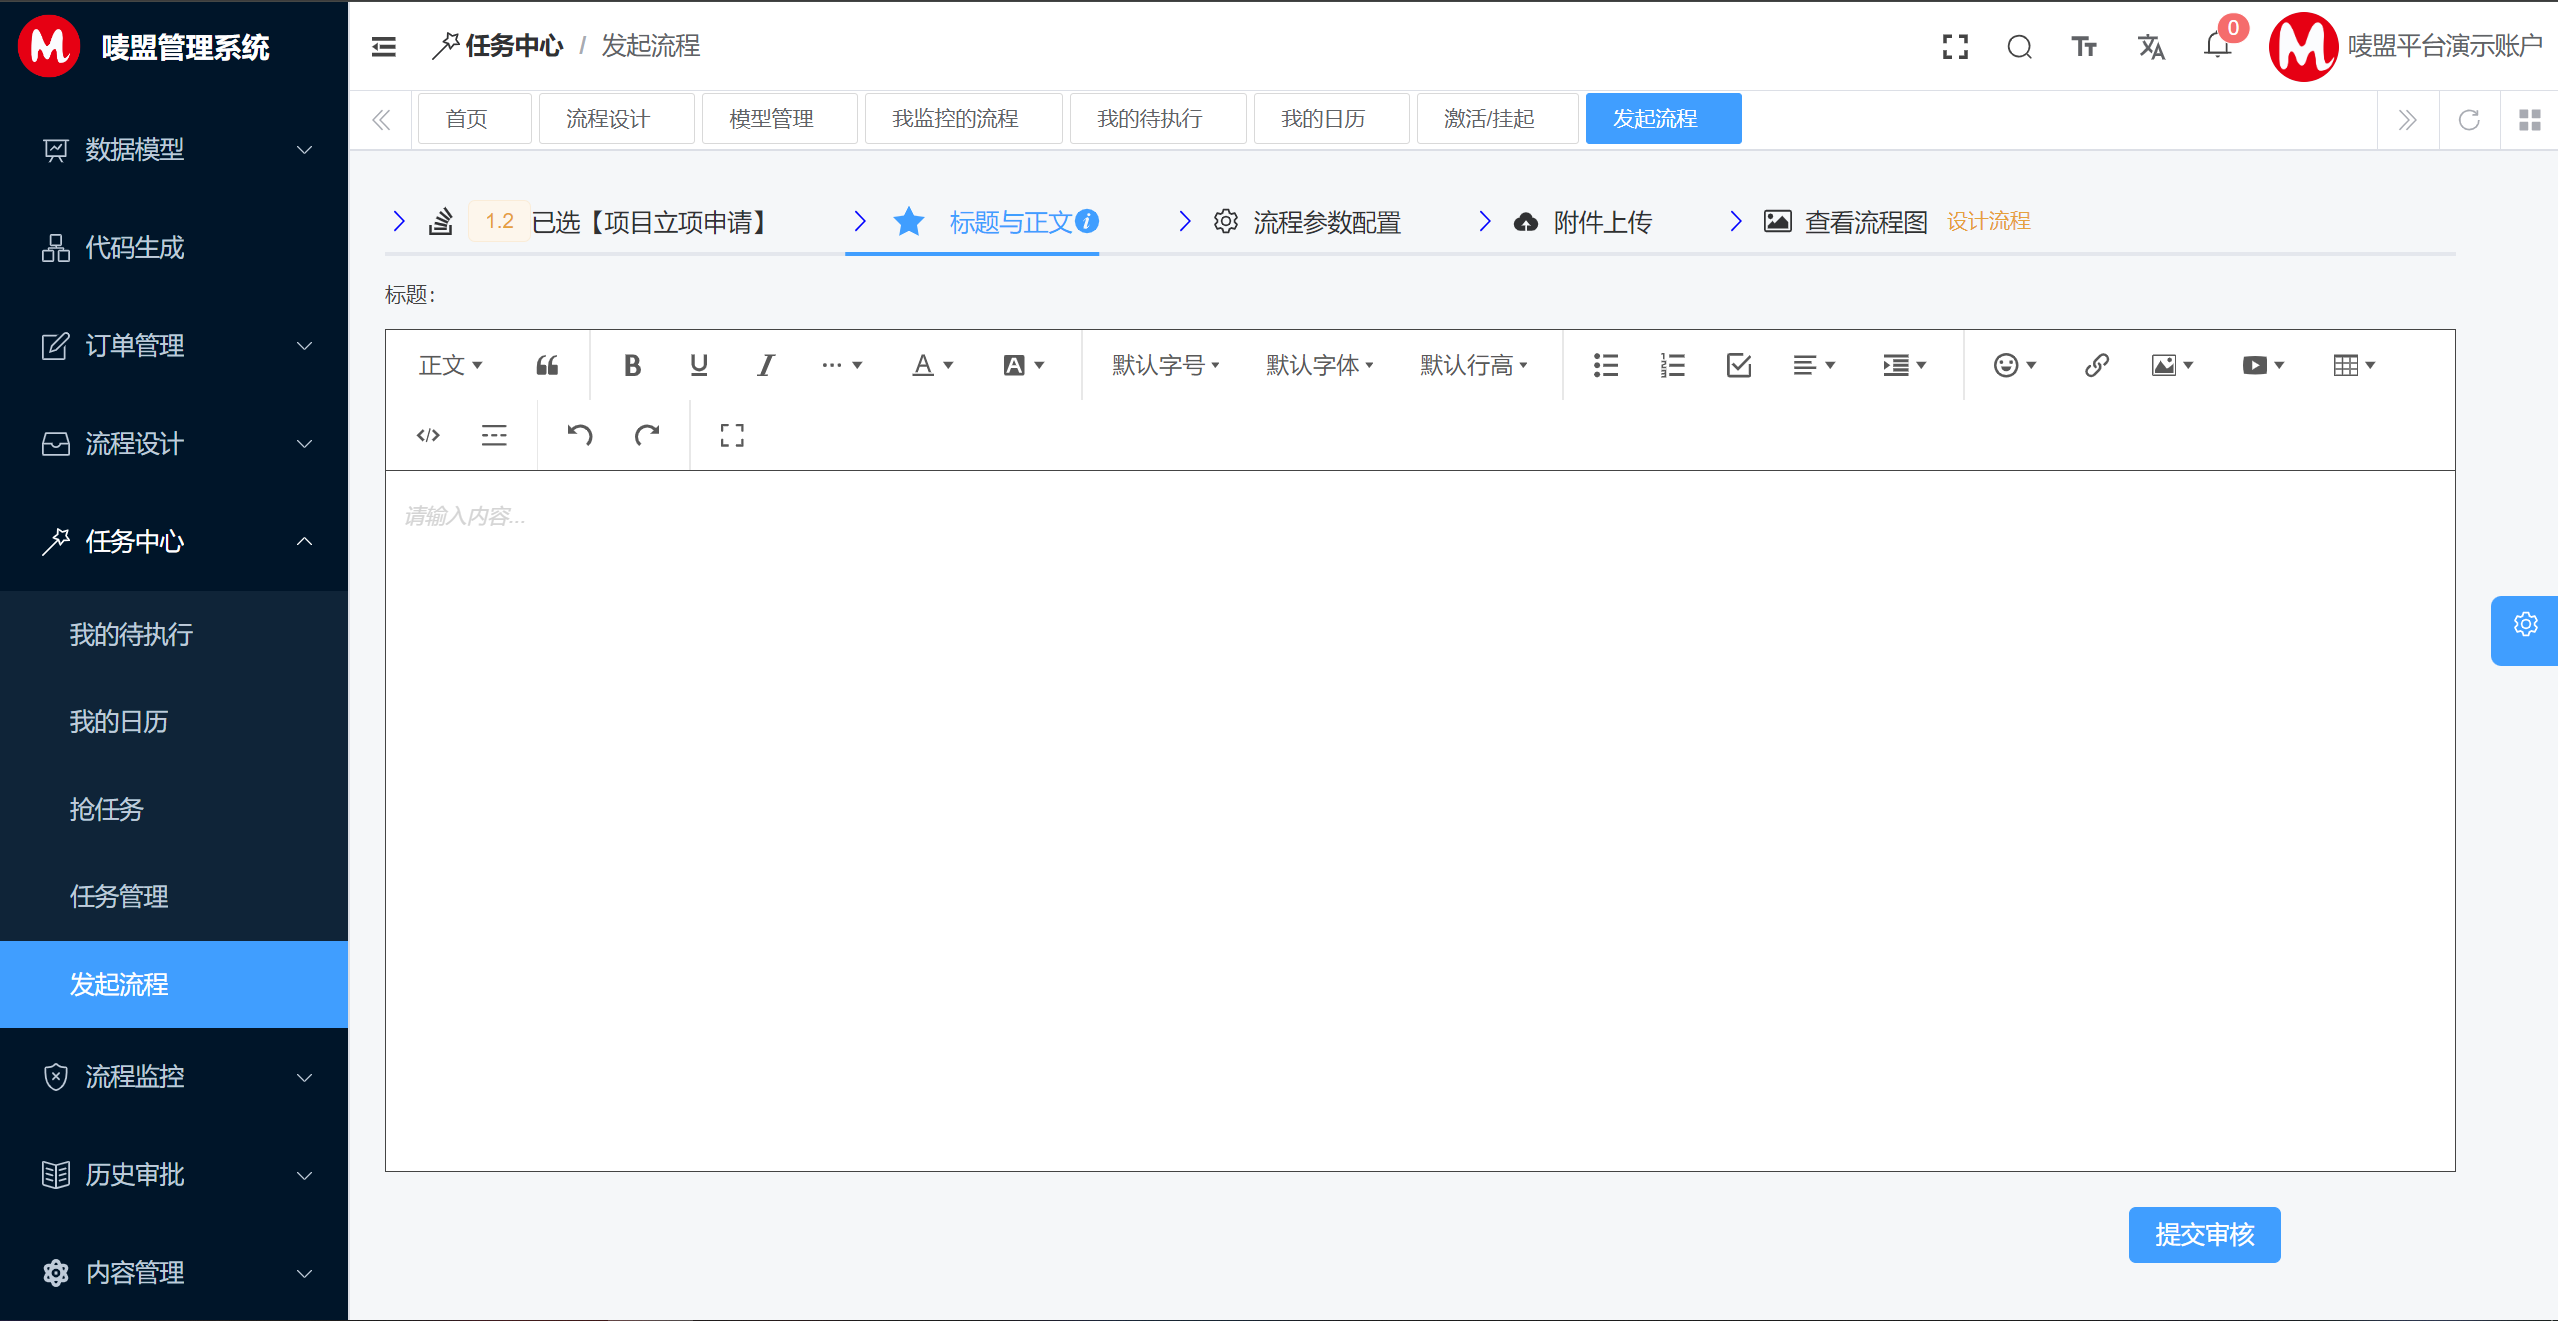 唛盟管理系统
任务中心 / 发起流程
0
唛盟平台演示账户
首页
流程设计
模型管理
我监控的流程
我的待执行
我的日历
激活/挂起
发起流程
数据模型
代码生成
订单管理
流程设计
任务中心
我的待执行
我的日历
抢任务
任务管理
发起流程
流程监控
历史审批
内容管理
1.2 已选【项目立项申请】
标题与正文
流程参数配置
附件上传
查看流程图 设计流程
标题：
正文
默认字号
默认字体
默认行高
请输入内容...
提交审核